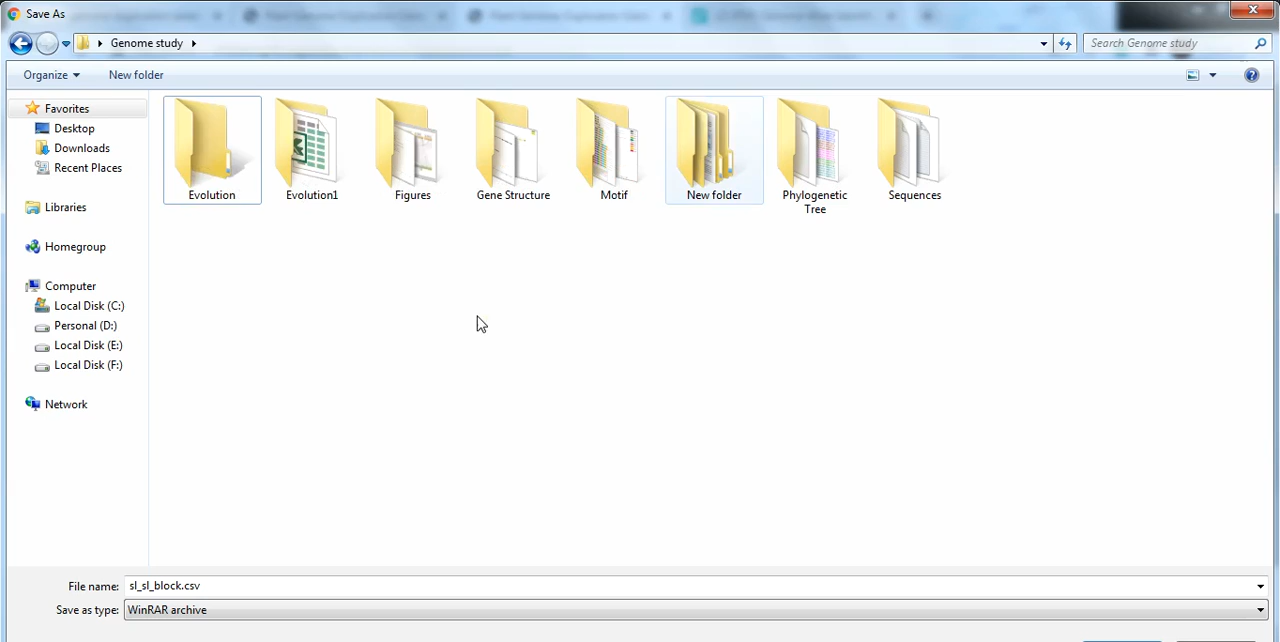 Save As
Genome study
Search Genome study
Organize
New folder
Favorites
Desktop
Downloads
Recent Places
Libraries
Homegroup
Computer
Local Disk (C:)
Personal (D:)
Local Disk (E:)
Local Disk (F:)
Network
Evolution
Evolution1
Figures
Gene Structure
Motif
New folder
Phylogenetic
Tree
Sequences
File name: sl_sl_block.csv
Save as type: WinRAR archive